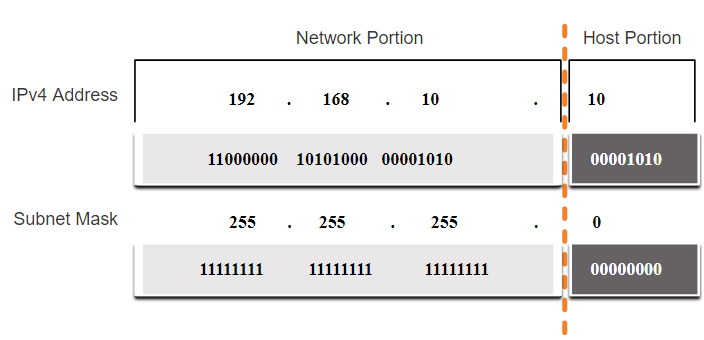 Network Portion Host Portion
IPv4 Address 192 . 168 . 10 . 10
11000000 10101000 00001010 00001010
Subnet Mask 255 . 255 . 255 . 0
11111111 11111111 11111111 00000000